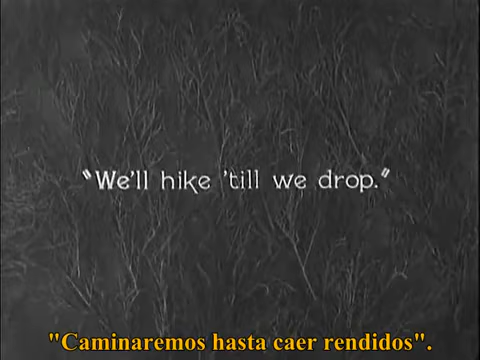 "We'll hike 'till we drop."
"Caminaremos hasta caer rendidos".